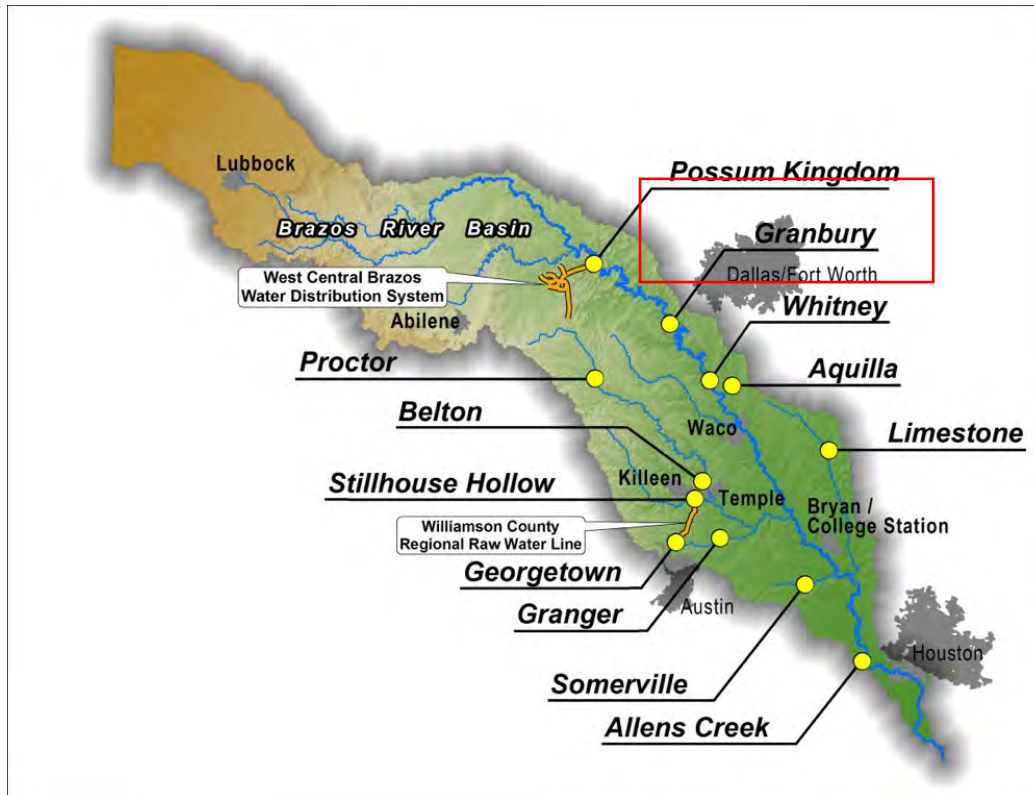 Possum Kingdom
Lubbock
Granbury
Brazos River Basin
Dallas/Fort Worth
West Central Brazos
Water Distribution System
Whitney
Abilene
Proctor
Aquilla
Belton
Waco
Limestone
Killeen
Stillhouse Hollow
Temple
Bryan /
College Station
Williamson County
Regional Raw Water Line
Georgetown
Granger
Austin
Houston
Somerville
Allens Creek